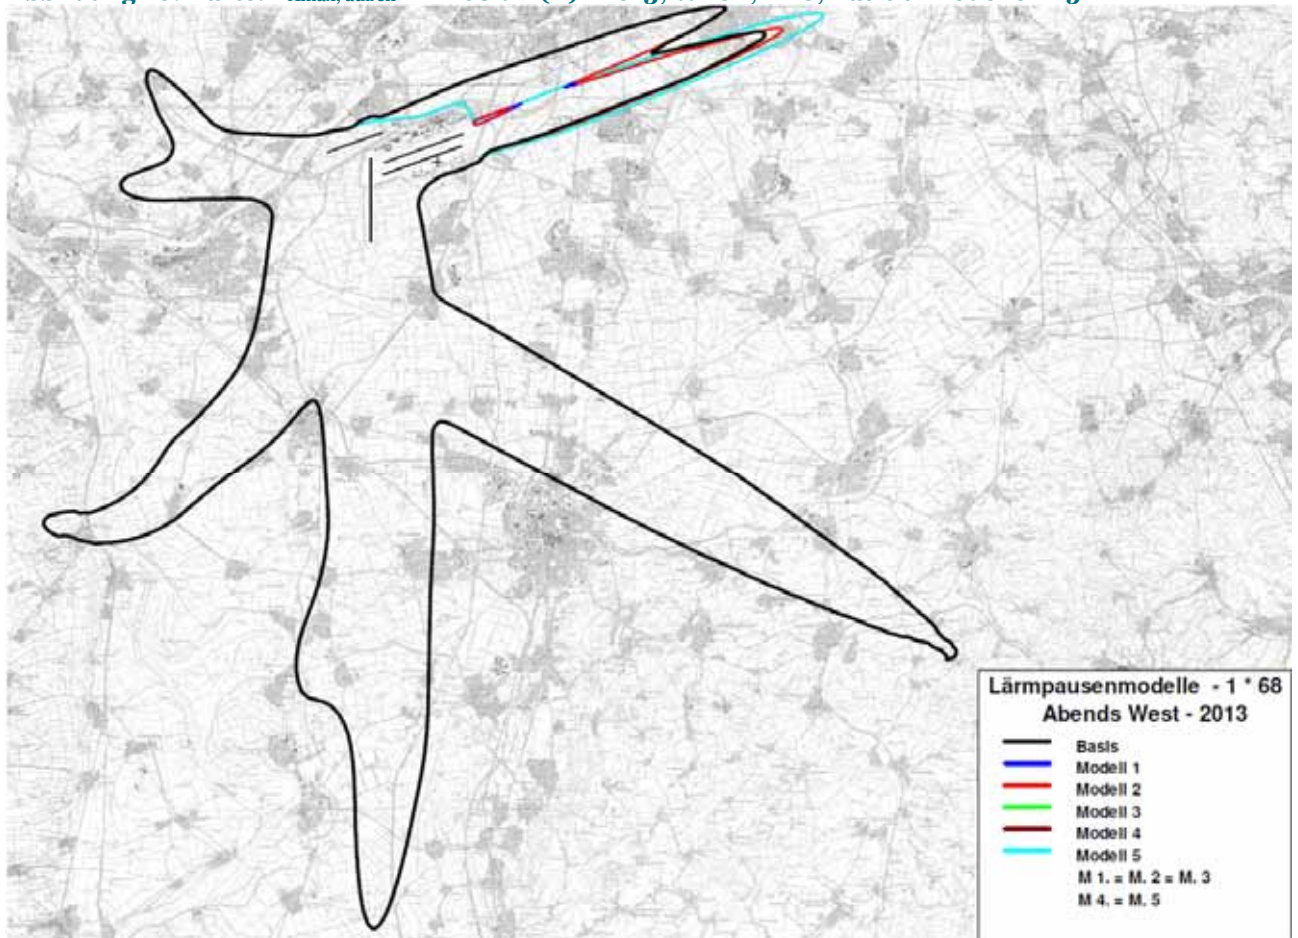 Lärmpausenmodelle - 1 * 68
Abends West - 2013
Basis
Modell 1
Modell 2
Modell 3
Modell 4
Modell 5
M 1. = M. 2 = M. 3
M 4. = M. 5